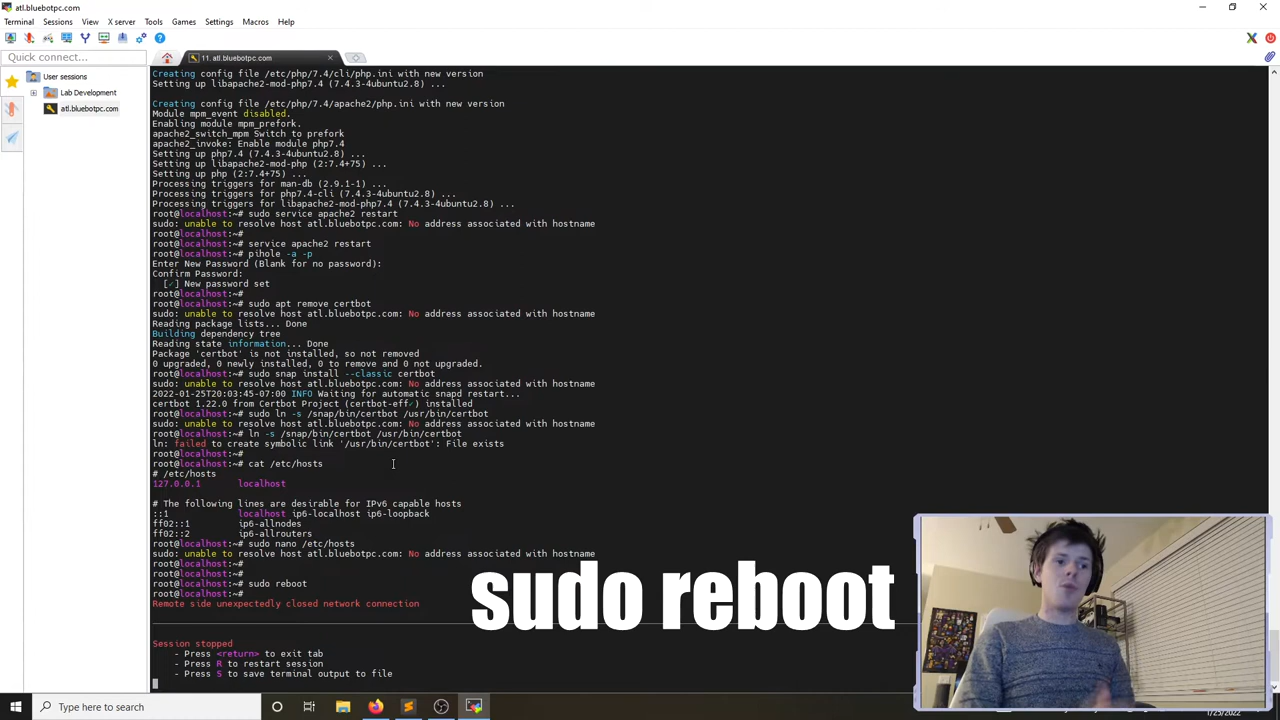 atl.bluebotpc.com
Terminal Sessions View X server Tools Games Settings Macros Help
Quick connect...
11. atl.bluebotpc.com
User sessions
Lab Development
atl.bluebotpc.com
Creating config file /etc/php/7.4/cli/php.ini with new version
Setting up libapache2-mod-php7.4 (7.4.3-4ubuntu2.8) ...
Creating config file /etc/php/7.4/apache2/php.ini with new version
Module mpm_event disabled.
Enabling module mpm_prefork.
apache2_switch_mpm Switch to prefork
apache2_invoke: Enable module php7.4
Setting up php7.4 (7.4.3-4ubuntu2.8) ...
Setting up libapache2-mod-php (2:7.4+75) ...
Setting up php (2:7.4+75) ...
Processing triggers for man-db (2.9.1-1) ...
Processing triggers for php7.4-cli (7.4.3-4ubuntu2.8) ...
Processing triggers for libapache2-mod-php7.4 (7.4.3-4ubuntu2.8) ...
root@localhost:~# sudo service apache2 restart
sudo: unable to resolve host atl.bluebotpc.com: No address associated with hostname
root@localhost:~#
root@localhost:~# service apache2 restart
root@localhost:~# pihole -a -p
Enter New Password (Blank for no password):
Confirm Password:
[✓] New password set
root@localhost:~#
root@localhost:~# sudo apt remove certbot
sudo: unable to resolve host atl.bluebotpc.com: No address associated with hostname
Reading package lists... Done
Building dependency tree
Reading state information... Done
Package 'certbot' is not installed, so not removed
0 upgraded, 0 newly installed, 0 to remove and 0 not upgraded.
root@localhost:~# sudo snap install --classic certbot
sudo: unable to resolve host atl.bluebotpc.com: No address associated with hostname
2022-01-25T20:03:45-07:00 INFO Waiting for automatic snapd restart...
certbot 1.22.0 from Certbot Project (certbot-eff✓) installed
root@localhost:~# sudo ln -s /snap/bin/certbot /usr/bin/certbot
sudo: unable to resolve host atl.bluebotpc.com: No address associated with hostname
root@localhost:~# ln -s /snap/bin/certbot /usr/bin/certbot
ln: failed to create symbolic link '/usr/bin/certbot': File exists
root@localhost:~#
root@localhost:~# cat /etc/hosts
# /etc/hosts
127.0.0.1 localhost
# The following lines are desirable for IPv6 capable hosts
::1 localhost ip6-localhost ip6-loopback
ff02::1 ip6-allnodes
ff02::2 ip6-allrouters
root@localhost:~# sudo nano /etc/hosts
sudo: unable to resolve host atl.bluebotpc.com: No address associated with hostname
root@localhost:~#
root@localhost:~#
root@localhost:~# sudo reboot
root@localhost:~#
Remote side unexpectedly closed network connection
Session stopped
- Press <return> to exit tab
- Press R to restart session
- Press S to save terminal output to file
sudo reboot
Type here to search
1/25/2022